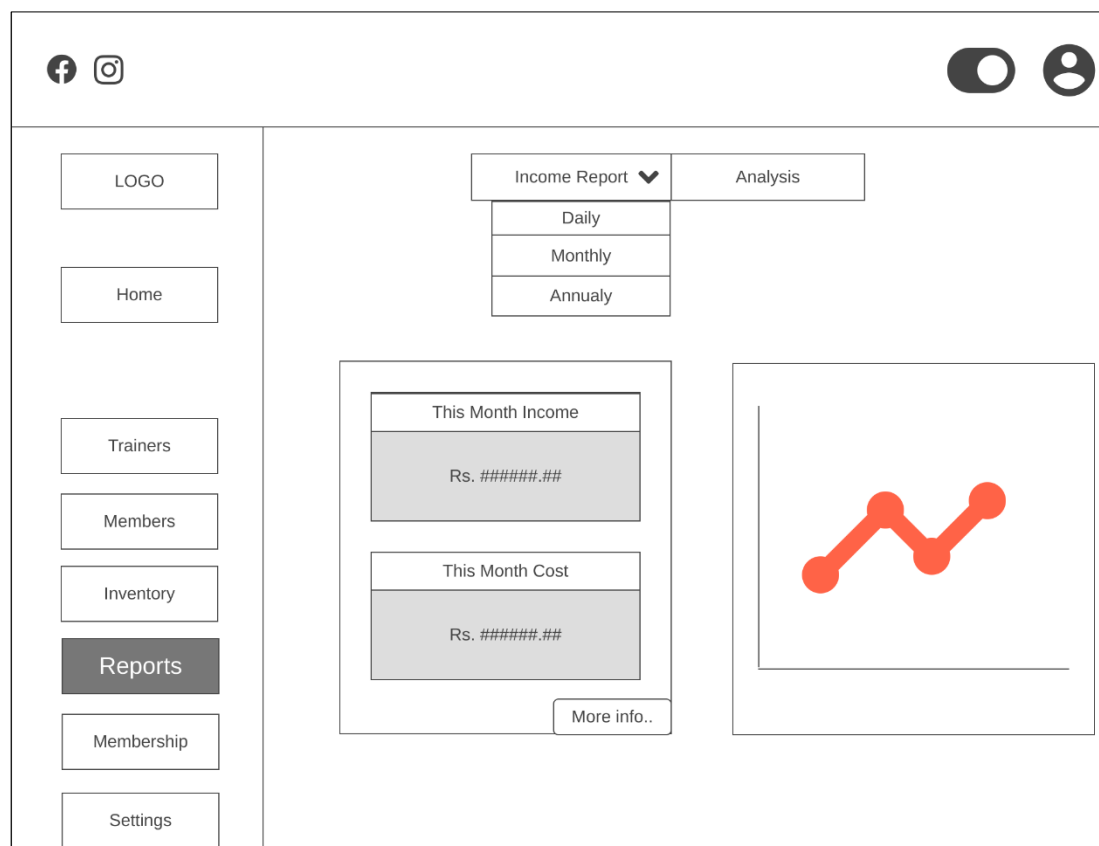 LOGO
Home
Trainers
Members
Inventory
Reports
Membership
Settings
Income Report
Analysis
Daily
Monthly
Annualy
This Month Income
Rs. ######.##
This Month Cost
Rs. ######.##
More info..